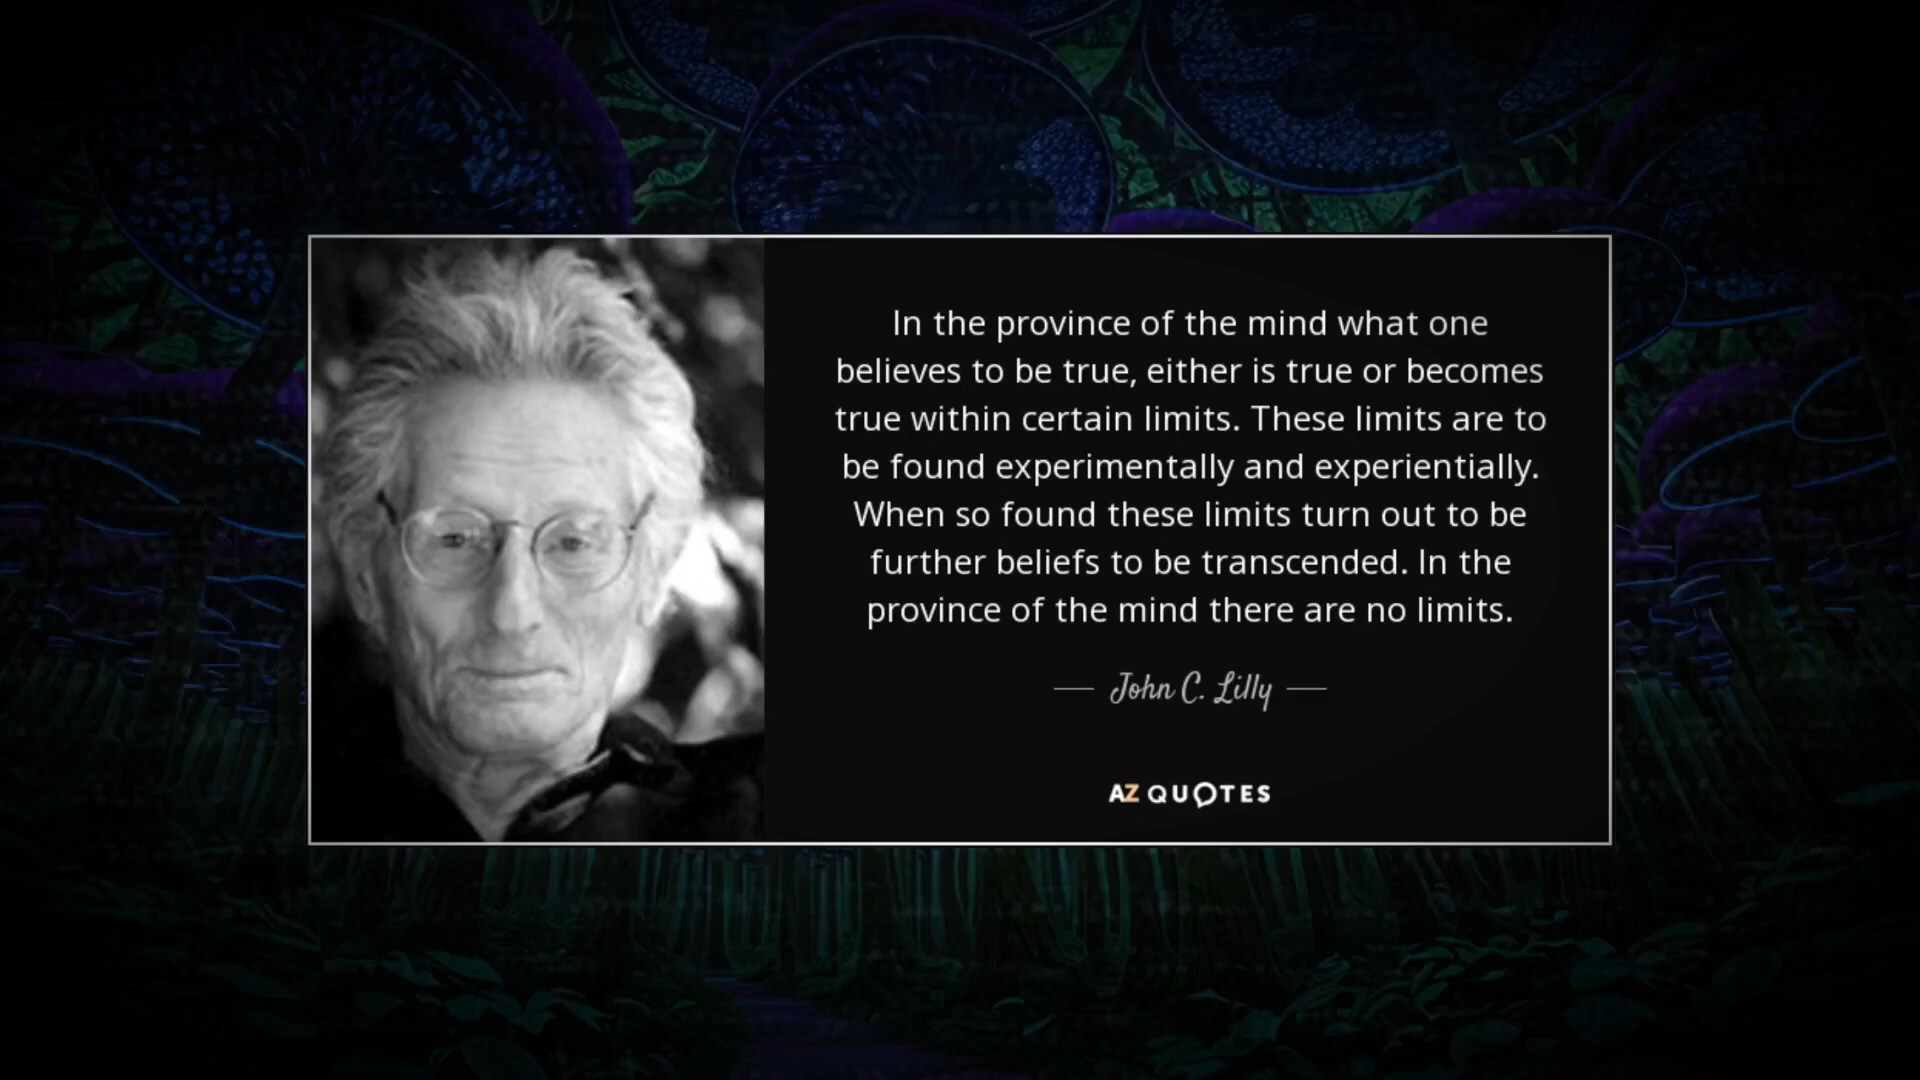 In the province of the mind what one
believes to be true, either is true or becomes
true within certain limits. These limits are to
be found experimentally and experientially.
When so found these limits turn out to be
further beliefs to be transcended. In the
province of the mind there are no limits.
John C. Lilly
AZ QUOTES